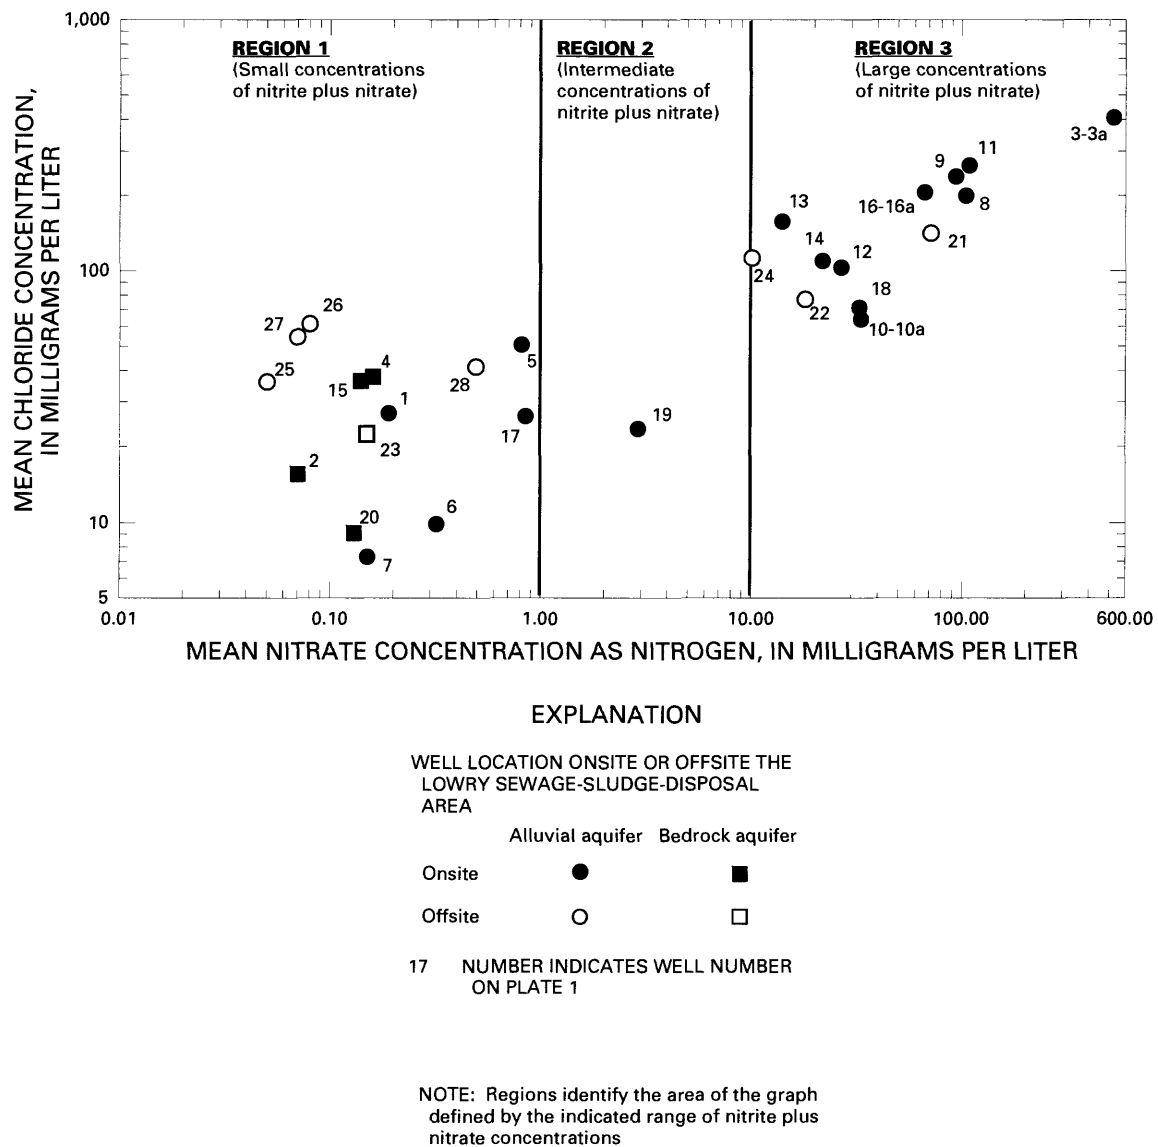 1,000
100
10
5
MEAN CHLORIDE CONCENTRATION,
IN MILLIGRAMS PER LITER
REGION 1
(Small concentrations
of nitrite plus nitrate)
REGION 2
(Intermediate
concentrations of
nitrite plus nitrate)
REGION 3
(Large concentrations
of nitrite plus nitrate)
3-3a
11
9
8
16-16a
21
13
14
12
24
18
22
10-10a
26
27
25
4
15
1
28
5
17
19
23
2
6
20
7
0.01
0.10
1.00
10.00
100.00
600.00
MEAN NITRATE CONCENTRATION AS NITROGEN, IN MILLIGRAMS PER LITER
EXPLANATION
WELL LOCATION ONSITE OR OFFSITE THE
LOWRY SEWAGE-SLUDGE-DISPOSAL
AREA
Alluvial aquifer Bedrock aquifer
Onsite
Offsite
17 NUMBER INDICATES WELL NUMBER
ON PLATE 1
NOTE: Regions identify the area of the graph
defined by the indicated range of nitrite plus
nitrate concentrations